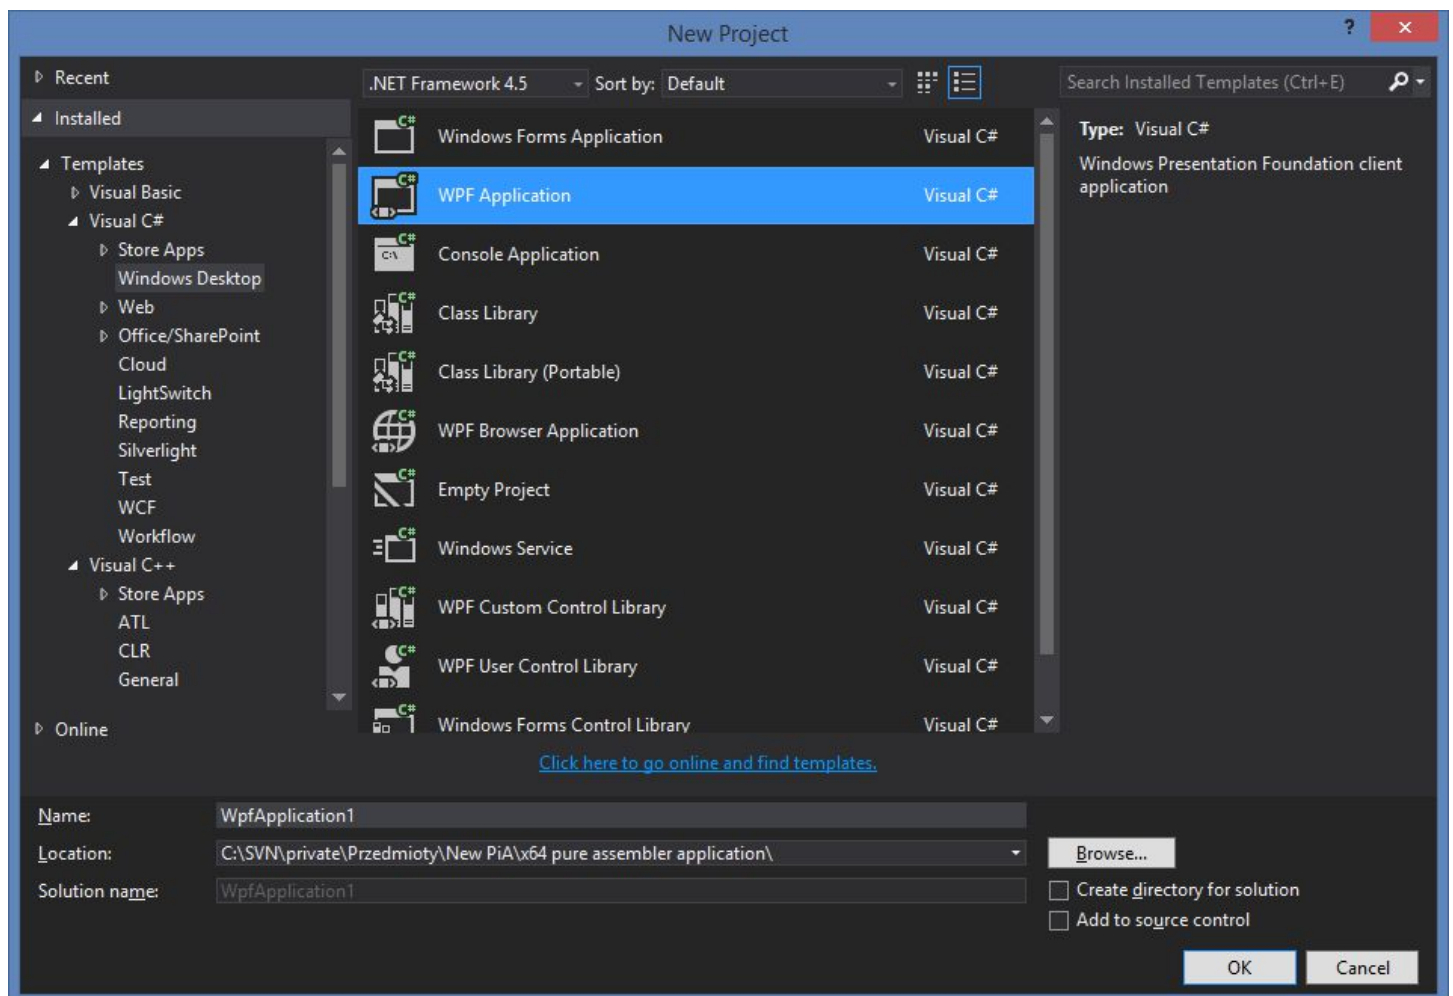 New Project
?
Recent
Installed
Templates
Visual Basic
Visual C#
Store Apps
Windows Desktop
Web
Office/SharePoint
Cloud
LightSwitch
Reporting
Silverlight
Test
WCF
Workflow
Visual C++
Store Apps
ATL
CLR
General
Online
.NET Framework 4.5 Sort by: Default
Windows Forms Application Visual C#
WPF Application Visual C#
Console Application Visual C#
Class Library Visual C#
Class Library (Portable) Visual C#
WPF Browser Application Visual C#
Empty Project Visual C#
Windows Service Visual C#
WPF Custom Control Library Visual C#
WPF User Control Library Visual C#
Windows Forms Control Library Visual C#
Click here to go online and find templates.
Search Installed Templates (Ctrl+E)
Type: Visual C#
Windows Presentation Foundation client
application
Name: WpfApplication1
Location: C:\SVN\private\Przedmioty\New PiA\x64 pure assembler application\ Browse...
Solution name: WpfApplication1
Create directory for solution
Add to source control
OK Cancel